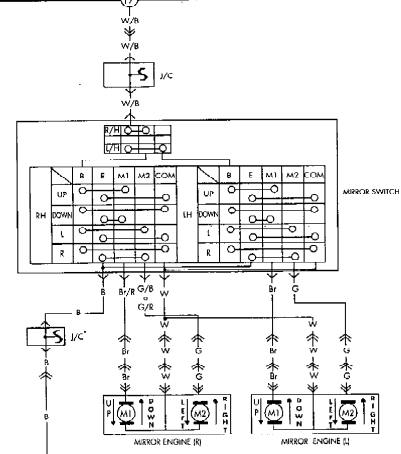 17
W/B
W/B
J/C
W/B
R/H
L/H
B E M1 M2 COM
B E M1 M2 COM
UP
DOWN
L
R
RH
UP
DOWN
L
R
LH
MIRROR SWITCH
B Br/R G/B W Br G
o
G/R
B
J/C*
W W
B Br W G Br W G
Br W G Br W G
B
UP M1 DOWN LEFT M2 RIGHT
UP M1 DOWN LEFT M2 RIGHT
MIRROR ENGINE (R)
MIRROR ENGINE (L)